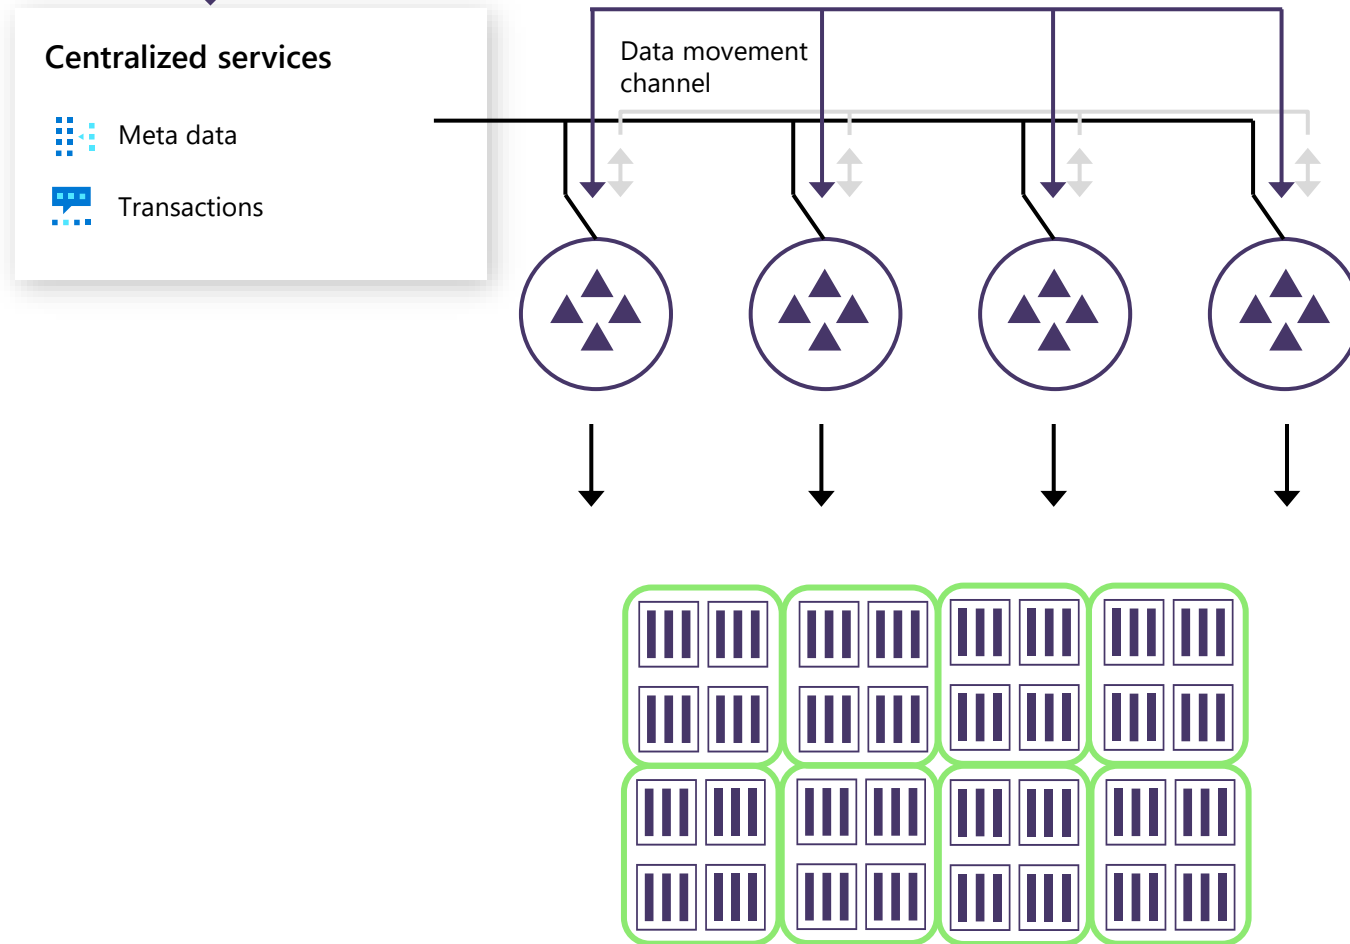 Centralized services
Meta data
Transactions
Data movement
channel